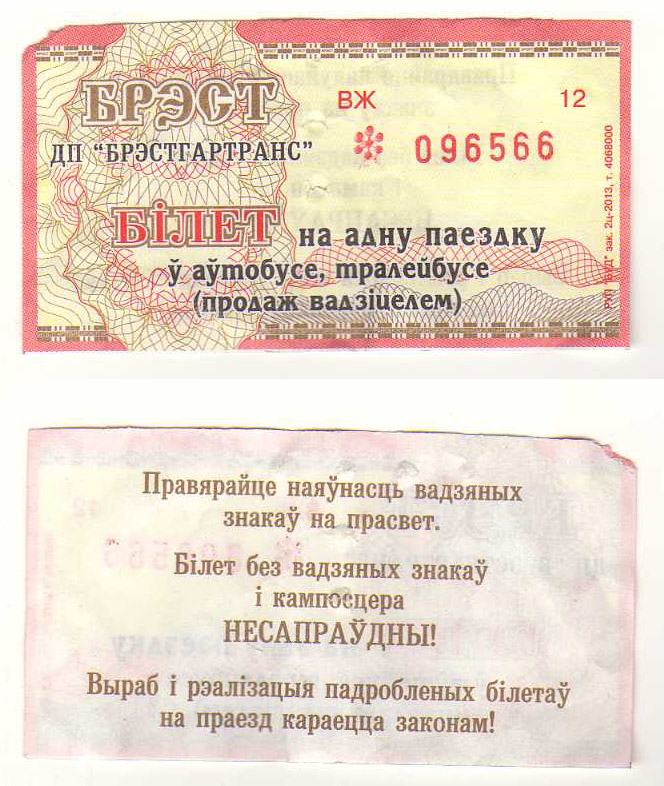 БРЭСТ
ВЖ 12
ДП "БРЭСТГАРТРАНС"
096566
БІЛЕТ на адну паездку
ў аўтобусе, тралейбусе
(продаж вадзіцелем)
РУП "БУД" зак. 2ц-2013, т. 4068000
Правярайце наяўнасць вадзяных
знакаў на прасвет.
Білет без вадзяных знакаў
і кампосцера
НЕСАПРАЎДНЫ!
Выраб і рэалізацыя падробленых білетаў
на праезд караецца законам!